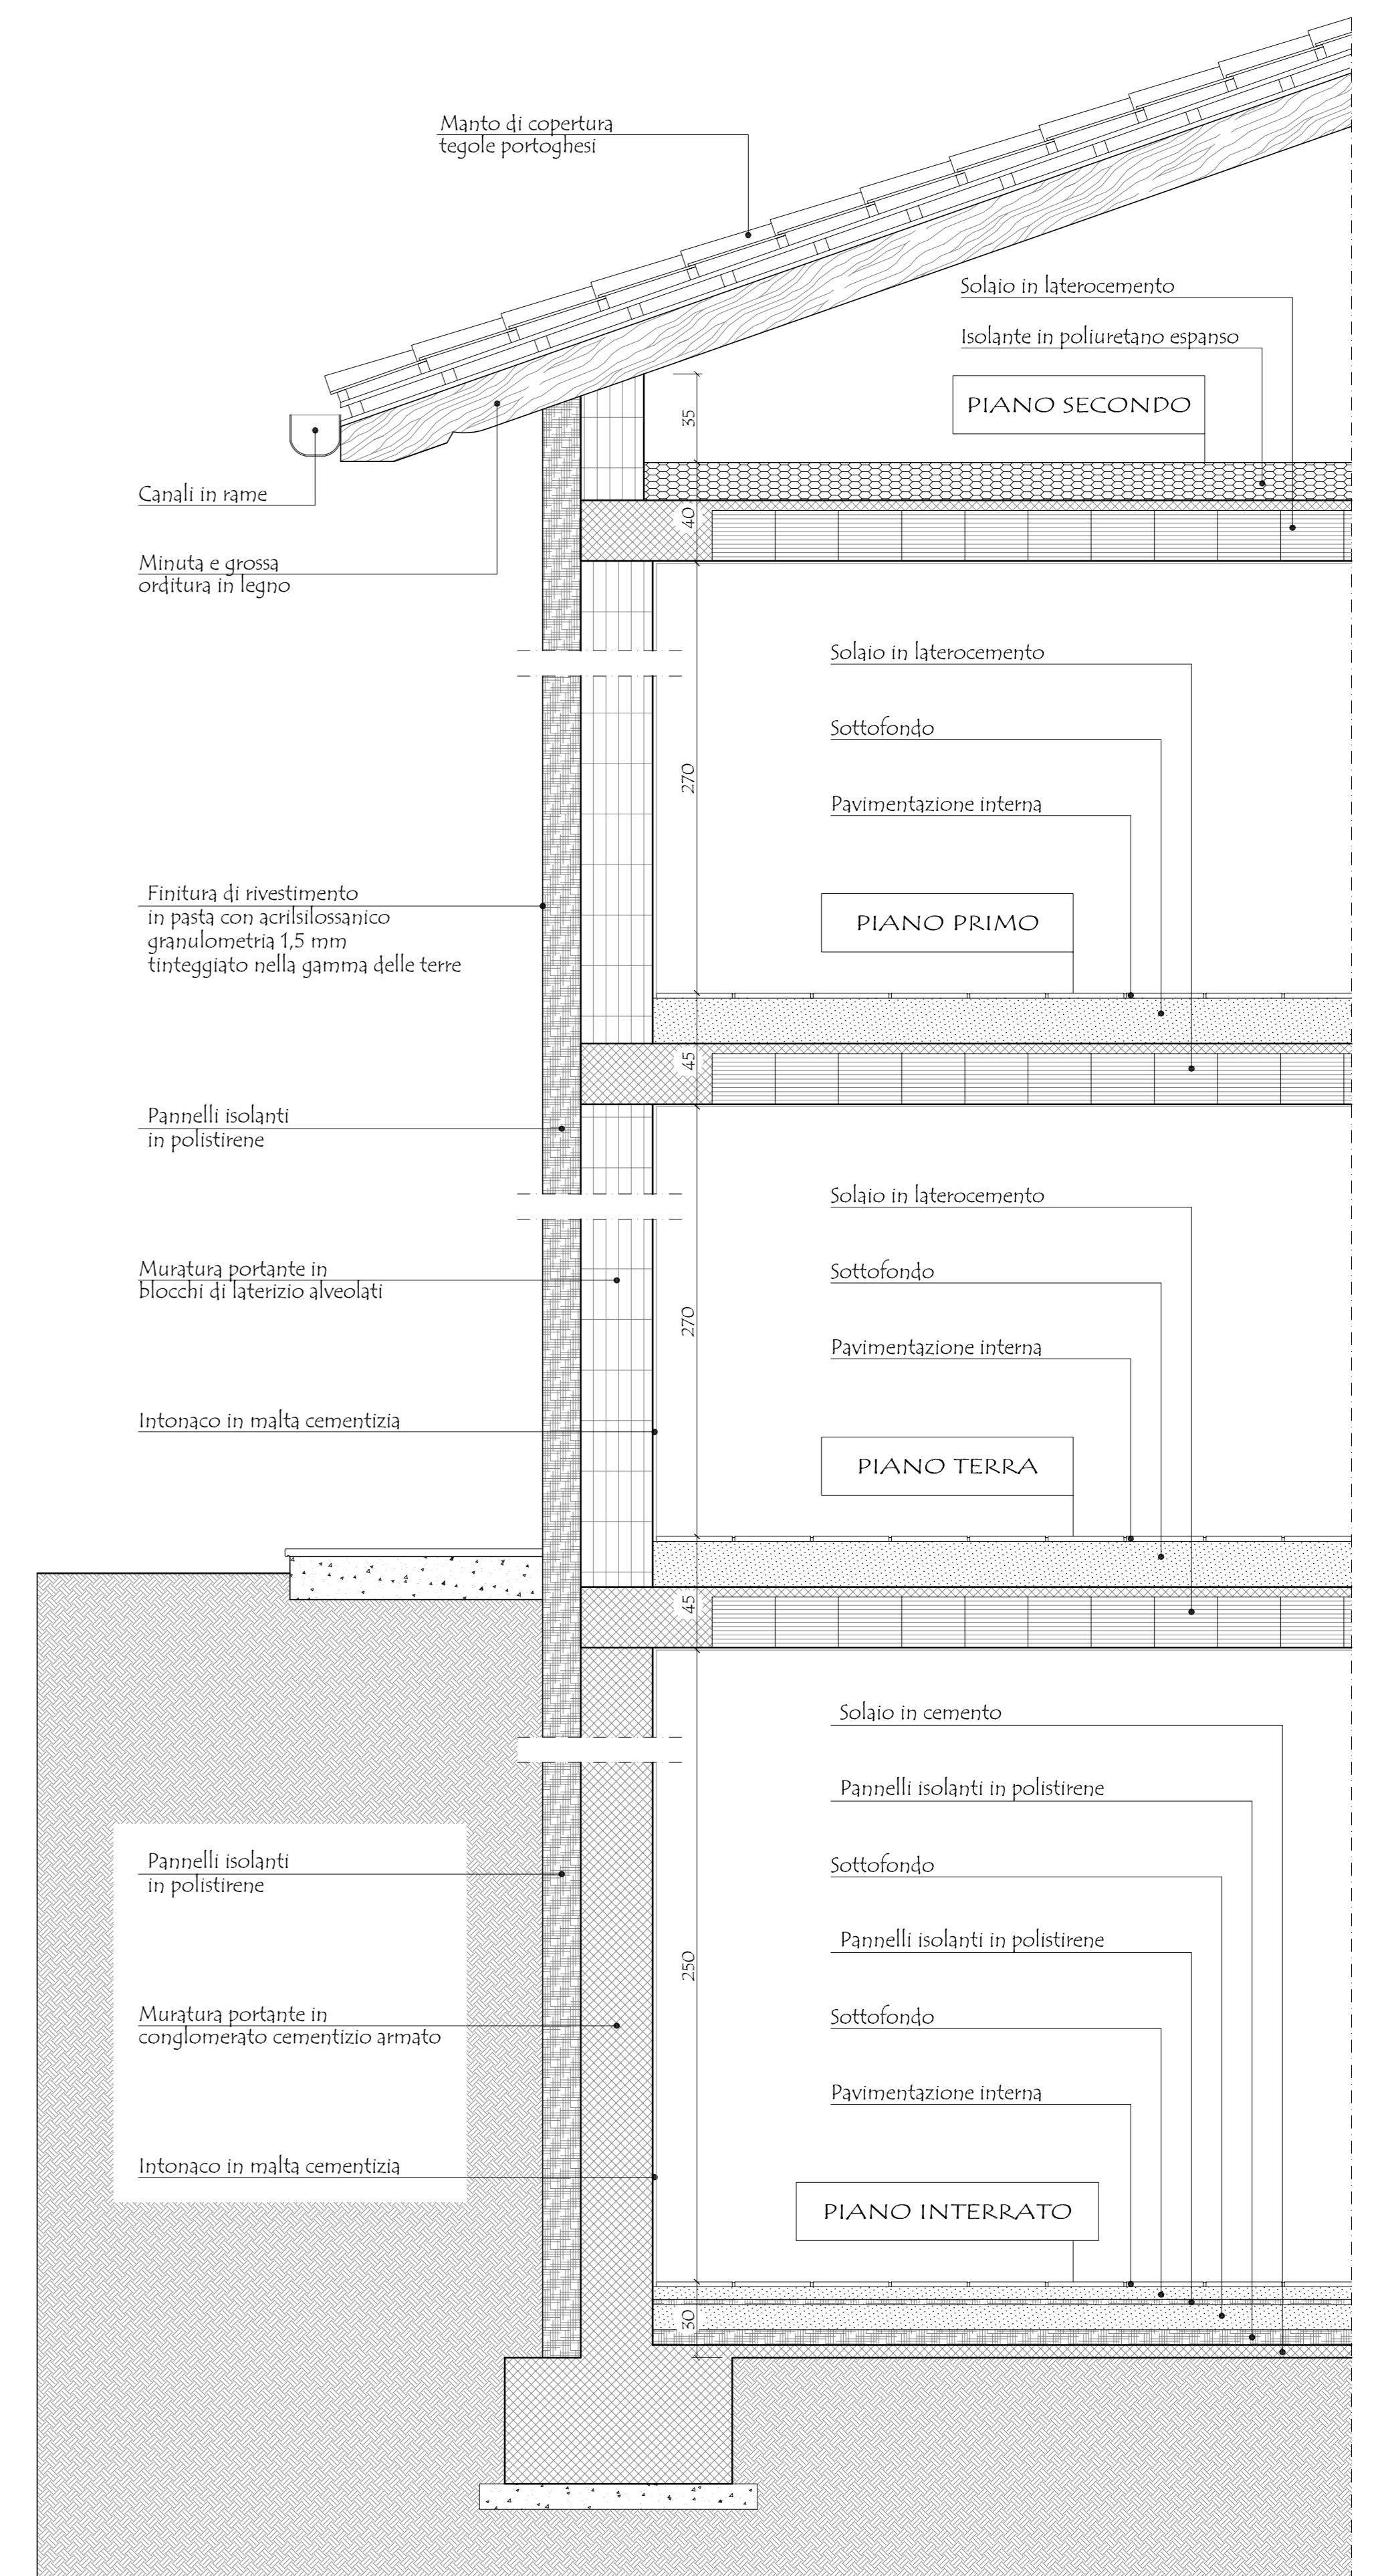 Manto di copertura
tegole portoghesi
Solaio in laterocemento
Isolante in poliuretano espanso
PIANO SECONDO
35
Canali in rame
40
Minuta e grossa
orditura in legno
Solaio in laterocemento
Sottofondo
270
Pavimentazione interna
Finitura di rivestimento
in pasta con acrilsilossanico
granulometria 1,5 mm
tinteggiato nella gamma delle terre
PIANO PRIMO
45
Pannelli isolanti
in polistirene
Solaio in laterocemento
Muratura portante in
blocchi di laterizio alveolati
Sottofondo
270
Pavimentazione interna
Intonaco in malta cementizia
PIANO TERRA
45
Solaio in cemento
Pannelli isolanti in polistirene
Pannelli isolanti
in polistirene
Sottofondo
Pannelli isolanti in polistirene
250
Muratura portante in
conglomerato cementizio armato
Sottofondo
Pavimentazione interna
Intonaco in malta cementizia
PIANO INTERRATO
30